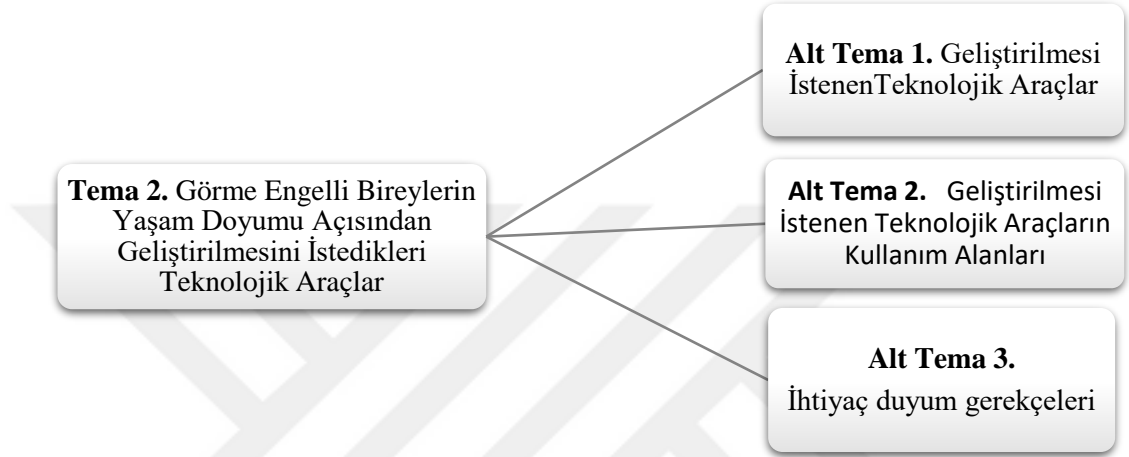 Alt Tema 1. Geliştirilmesi
İstenenTeknolojik Araçlar
Tema 2. Görme Engelli Bireylerin
Yaşam Doyumu Açısından
Geliştirilmesini İstedikleri
Teknolojik Araçlar
Alt Tema 2. Geliştirilmesi
İstenen Teknolojik Araçların
Kullanım Alanları
Alt Tema 3.
İhtiyaç duyum gerekçeleri